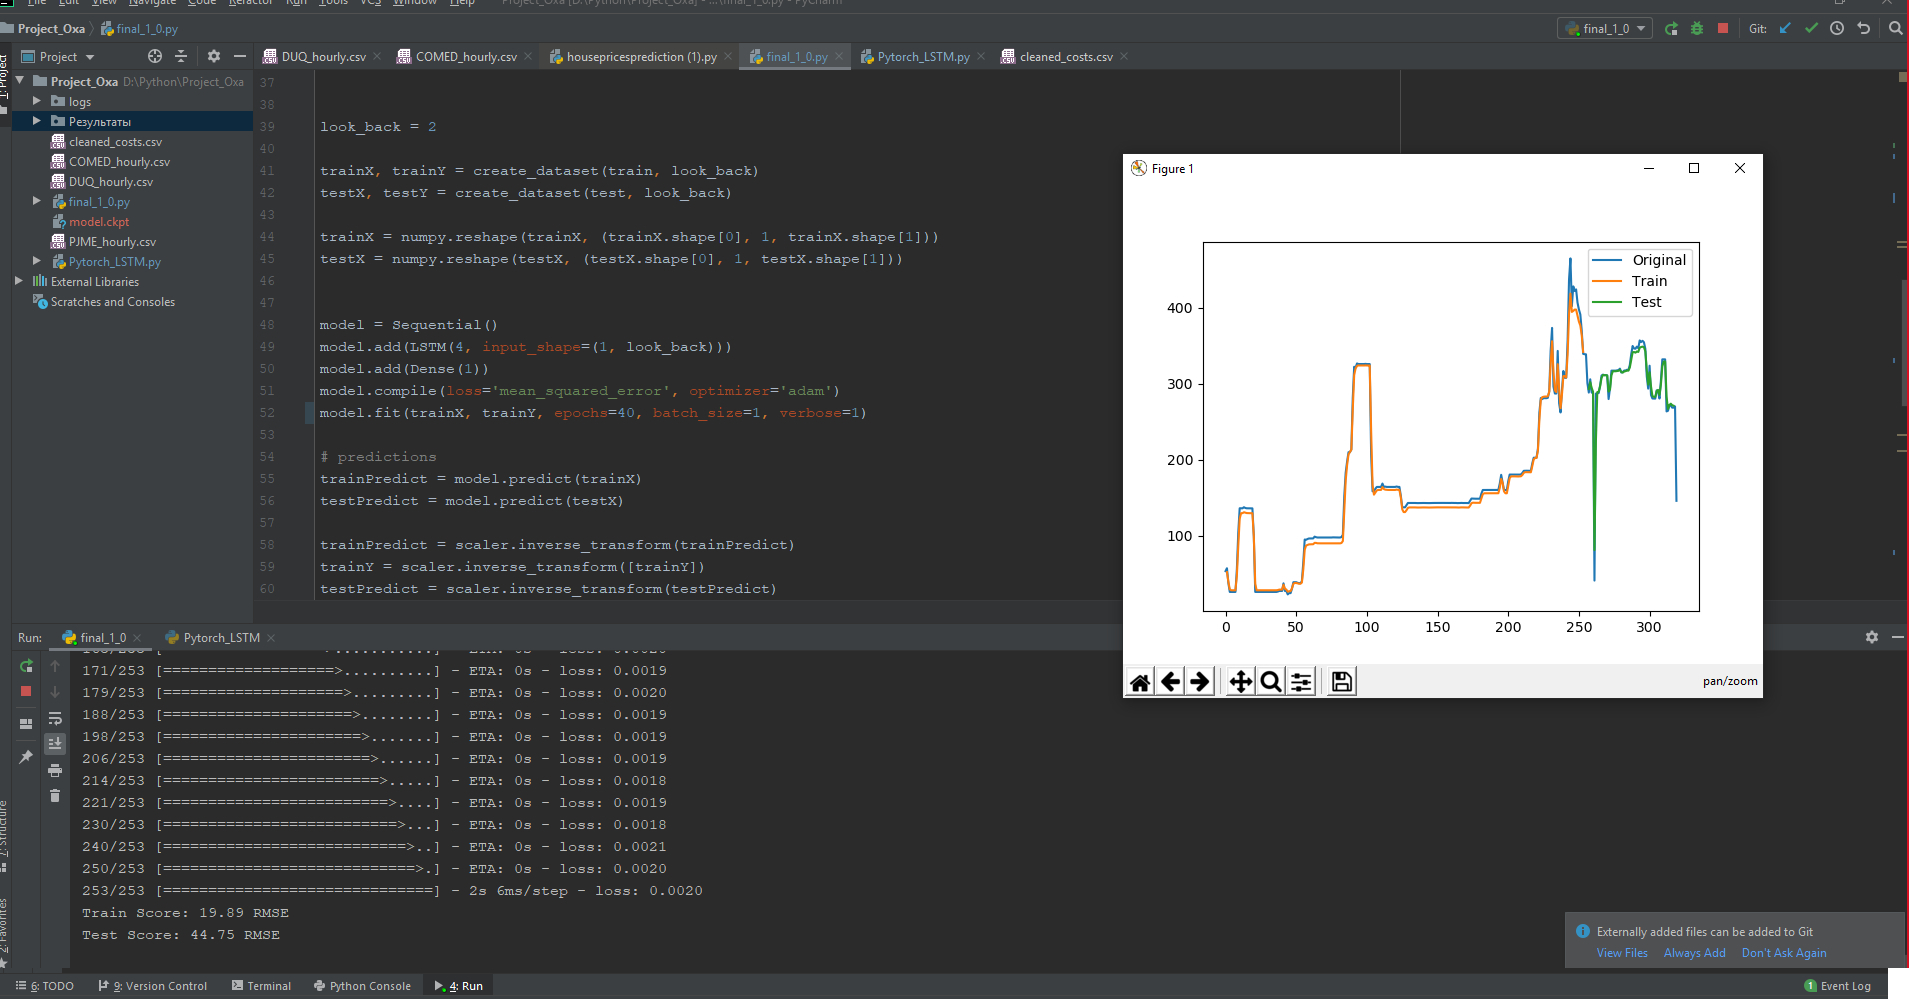 File Edit View Navigate Code Refactor Run Tools VCS Window Help Project_Oxa [D:\Python\Project_Oxa] - ...\final_1_0.py - PyCharm
Project_Oxa final_1_0.py
final_1_0 Git:
1: Project
Project
DUQ_hourly.csv COMED_hourly.csv housepricesprediction (1).py final_1_0.py Pytorch_LSTM.py cleaned_costs.csv
Project_Oxa D:\Python\Project_Oxa
logs
Результаты
cleaned_costs.csv
COMED_hourly.csv
DUQ_hourly.csv
final_1_0.py
model.ckpt
PJME_hourly.csv
Pytorch_LSTM.py
External Libraries
Scratches and Consoles
37
38
39 look_back = 2
40
41 trainX, trainY = create_dataset(train, look_back)
42 testX, testY = create_dataset(test, look_back)
43
44 trainX = numpy.reshape(trainX, (trainX.shape[0], 1, trainX.shape[1]))
45 testX = numpy.reshape(testX, (testX.shape[0], 1, testX.shape[1]))
46
47
48 model = Sequential()
49 model.add(LSTM(4, input_shape=(1, look_back)))
50 model.add(Dense(1))
51 model.compile(loss='mean_squared_error', optimizer='adam')
52 model.fit(trainX, trainY, epochs=40, batch_size=1, verbose=1)
53
54 # predictions
55 trainPredict = model.predict(trainX)
56 testPredict = model.predict(testX)
57
58 trainPredict = scaler.inverse_transform(trainPredict)
59 trainY = scaler.inverse_transform([trainY])
60 testPredict = scaler.inverse_transform(testPredict)
Figure 1
Original
Train
Test
400
300
200
100
0 50 100 150 200 250 300
pan/zoom
Run: final_1_0 Pytorch_LSTM
171/253 [===================>..........] - ETA: 0s - loss: 0.0019
179/253 [====================>.........] - ETA: 0s - loss: 0.0020
188/253 [=====================>........] - ETA: 0s - loss: 0.0019
198/253 [======================>.......] - ETA: 0s - loss: 0.0019
206/253 [=======================>......] - ETA: 0s - loss: 0.0019
214/253 [========================>.....] - ETA: 0s - loss: 0.0018
221/253 [=========================>....] - ETA: 0s - loss: 0.0019
230/253 [==========================>...] - ETA: 0s - loss: 0.0018
240/253 [===========================>..] - ETA: 0s - loss: 0.0021
250/253 [============================>.] - ETA: 0s - loss: 0.0020
253/253 [==============================] - 2s 6ms/step - loss: 0.0020
Train Score: 19.89 RMSE
Test Score: 44.75 RMSE
7: Structure
2: Favorites
Externally added files can be added to Git
View Files Always Add Don't Ask Again
6: TODO 9: Version Control Terminal Python Console 4: Run
1 Event Log